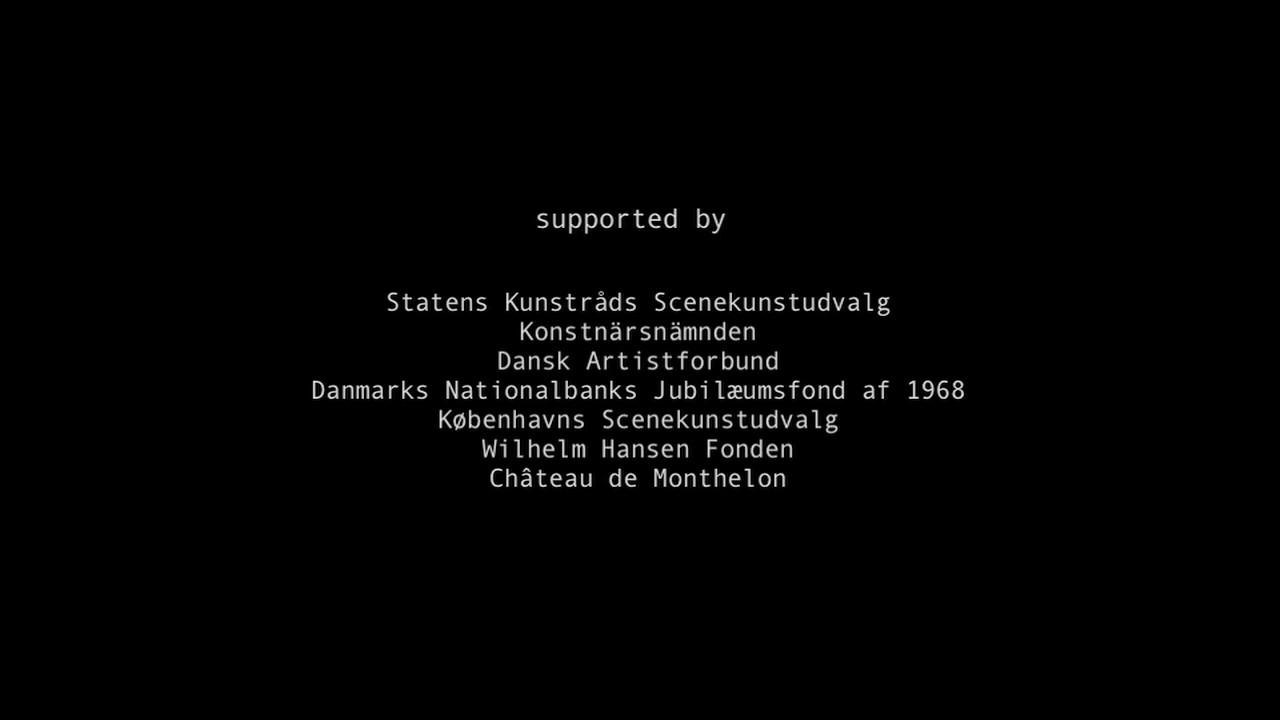 supported by
Statens Kunstråds Scenekunstudvalg
Konstnärsnämnden
Dansk Artistforbund
Danmarks Nationalbanks Jubilæumsfond af 1968
Københavns Scenekunstudvalg
Wilhelm Hansen Fonden
Château de Monthelon